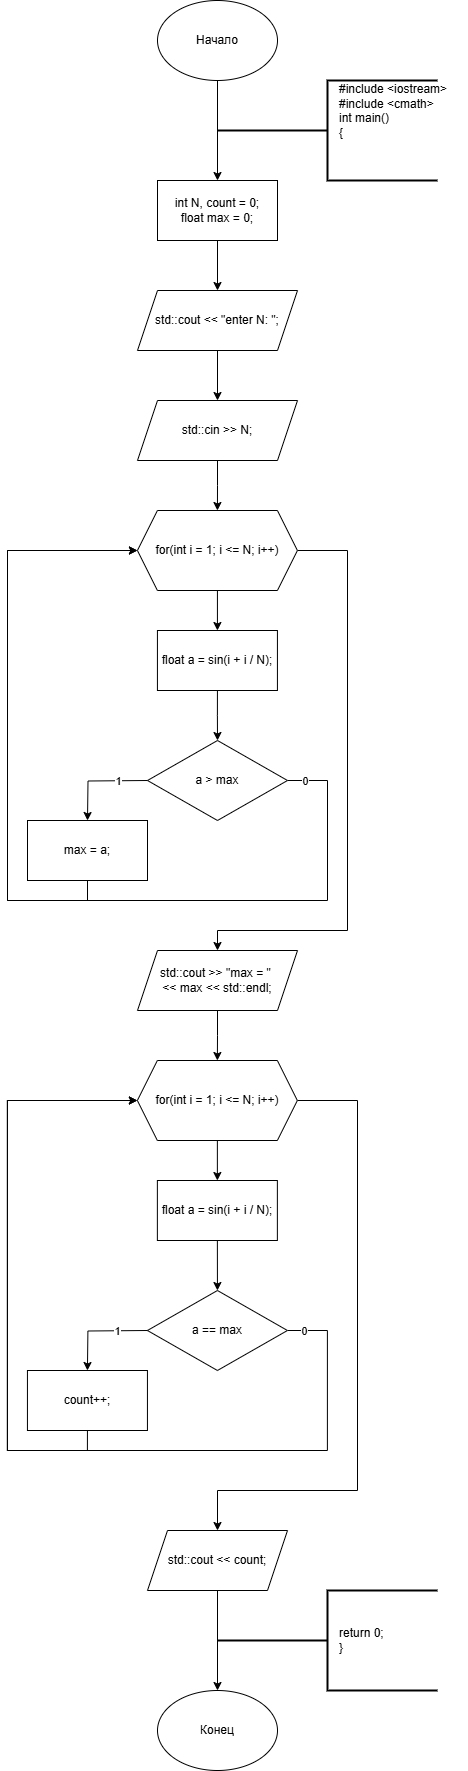 Начало
#include <iostream>
#include <cmath>
int main()
{
int N, count = 0;
float max = 0;
std::cout << "enter N: ";
std::cin >> N;
for(int i = 1; i <= N; i++)
float a = sin(i + i / N);
a > max
1
0
max = a;
std::cout >> "max = "
<< max << std::endl;
for(int i = 1; i <= N; i++)
float a = sin(i + i / N);
a == max
1
0
count++;
std::cout << count;
return 0;
}
Конец